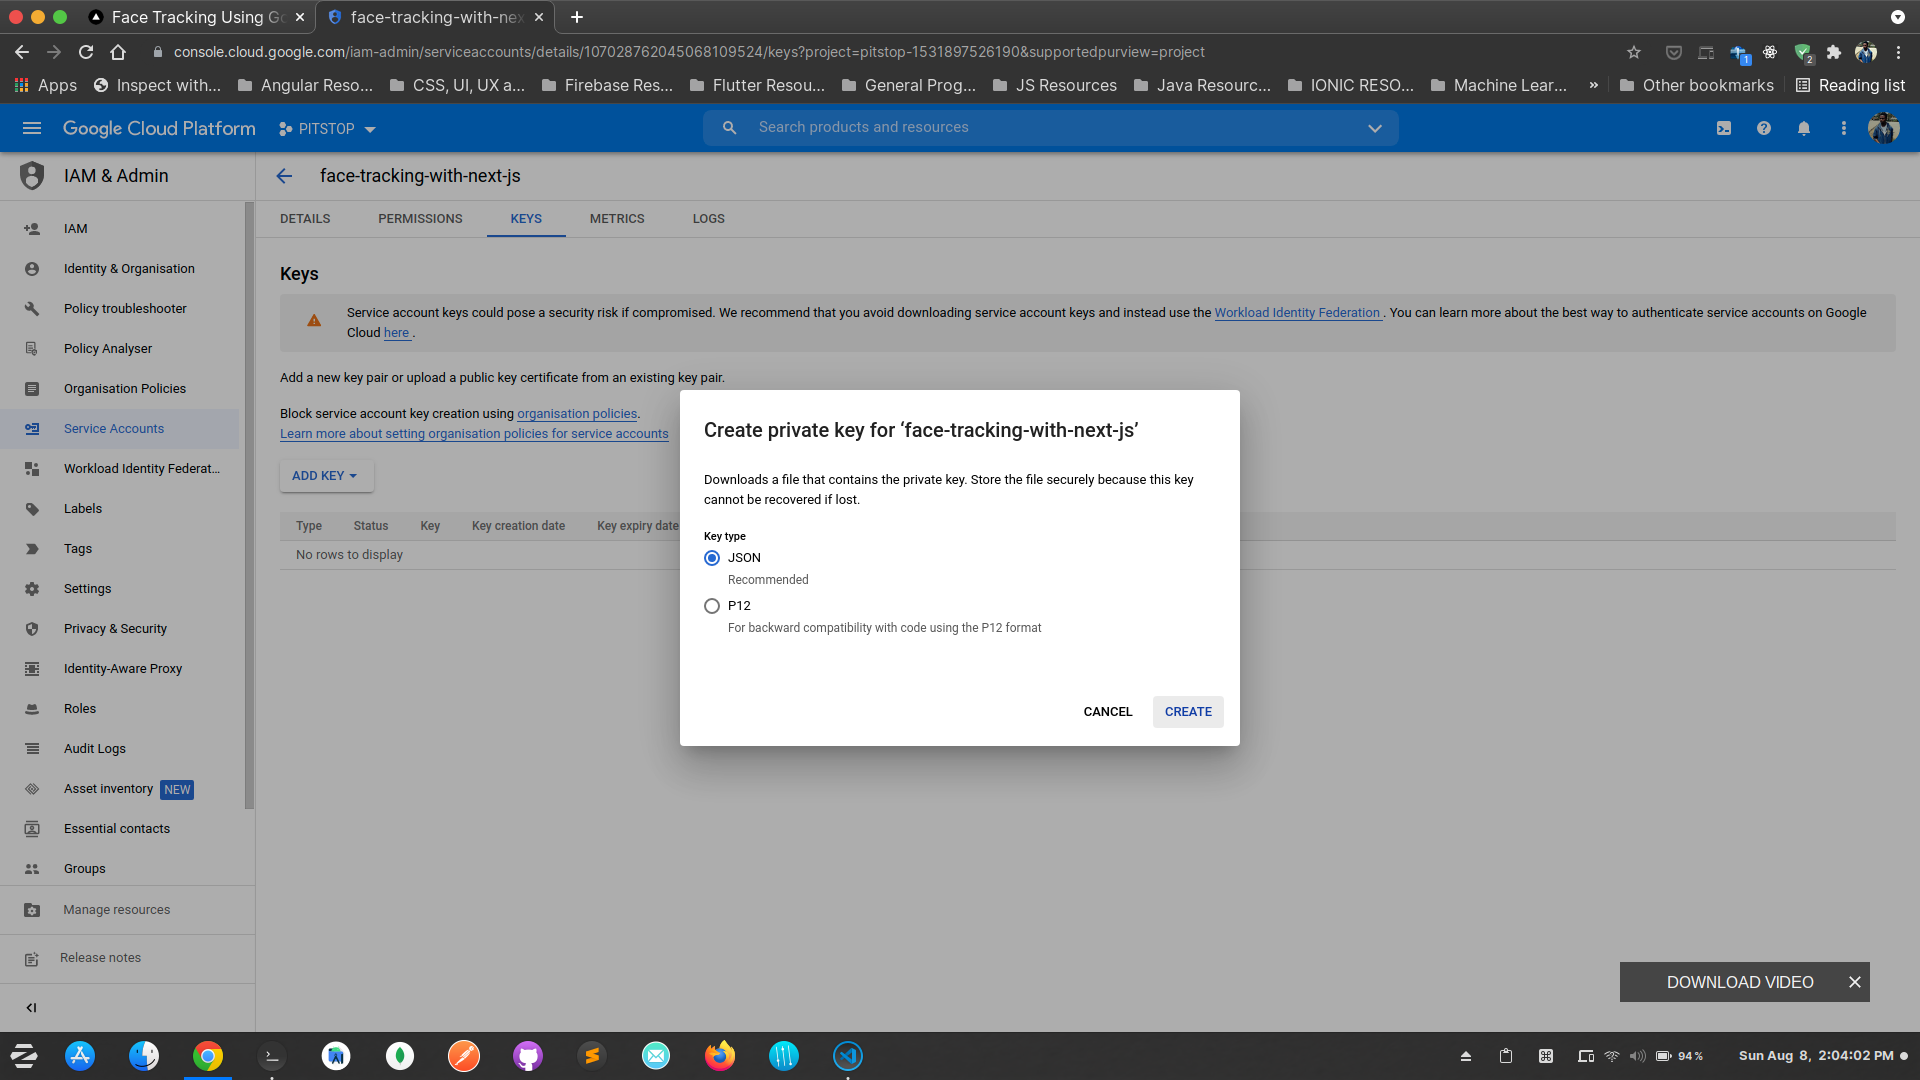 Face Tracking Using Go
face-tracking-with-nex
console.cloud.google.com/iam-admin/serviceaccounts/details/107028762045068109524/keys?project=pitstop-1531897526190&supportedpurview=project
1
2
Apps
Inspect with...
Angular Reso...
CSS, UI, UX a...
Firebase Res...
Flutter Resou...
General Prog...
JS Resources
Java Resourc...
IONIC RESO...
Machine Lear...
»
Other bookmarks
Reading list
Google Cloud Platform
PITSTOP
Search products and resources
IAM & Admin
face-tracking-with-next-js
DETAILS
PERMISSIONS
KEYS
METRICS
LOGS
IAM
Identity & Organisation
Policy troubleshooter
Policy Analyser
Organisation Policies
Service Accounts
Workload Identity Federat...
Labels
Tags
Settings
Privacy & Security
Identity-Aware Proxy
Roles
Audit Logs
Asset inventory NEW
Essential contacts
Groups
Manage resources
Release notes
Keys
Service account keys could pose a security risk if compromised. We recommend that you avoid downloading service account keys and instead use the Workload Identity Federation . You can learn more about the best way to authenticate service accounts on Google
Cloud here .
Add a new key pair or upload a public key certificate from an existing key pair.
Block service account key creation using organisation policies.
Learn more about setting organisation policies for service accounts
ADD KEY
Type
Status
Key
Key creation date
Key expiry date
No rows to display
Create private key for ‘face-tracking-with-next-js’
Downloads a file that contains the private key. Store the file securely because this key
cannot be recovered if lost.
Key type
JSON
Recommended
P12
For backward compatibility with code using the P12 format
CANCEL
CREATE
DOWNLOAD VIDEO
94 %
Sun Aug 8, 2:04:02 PM